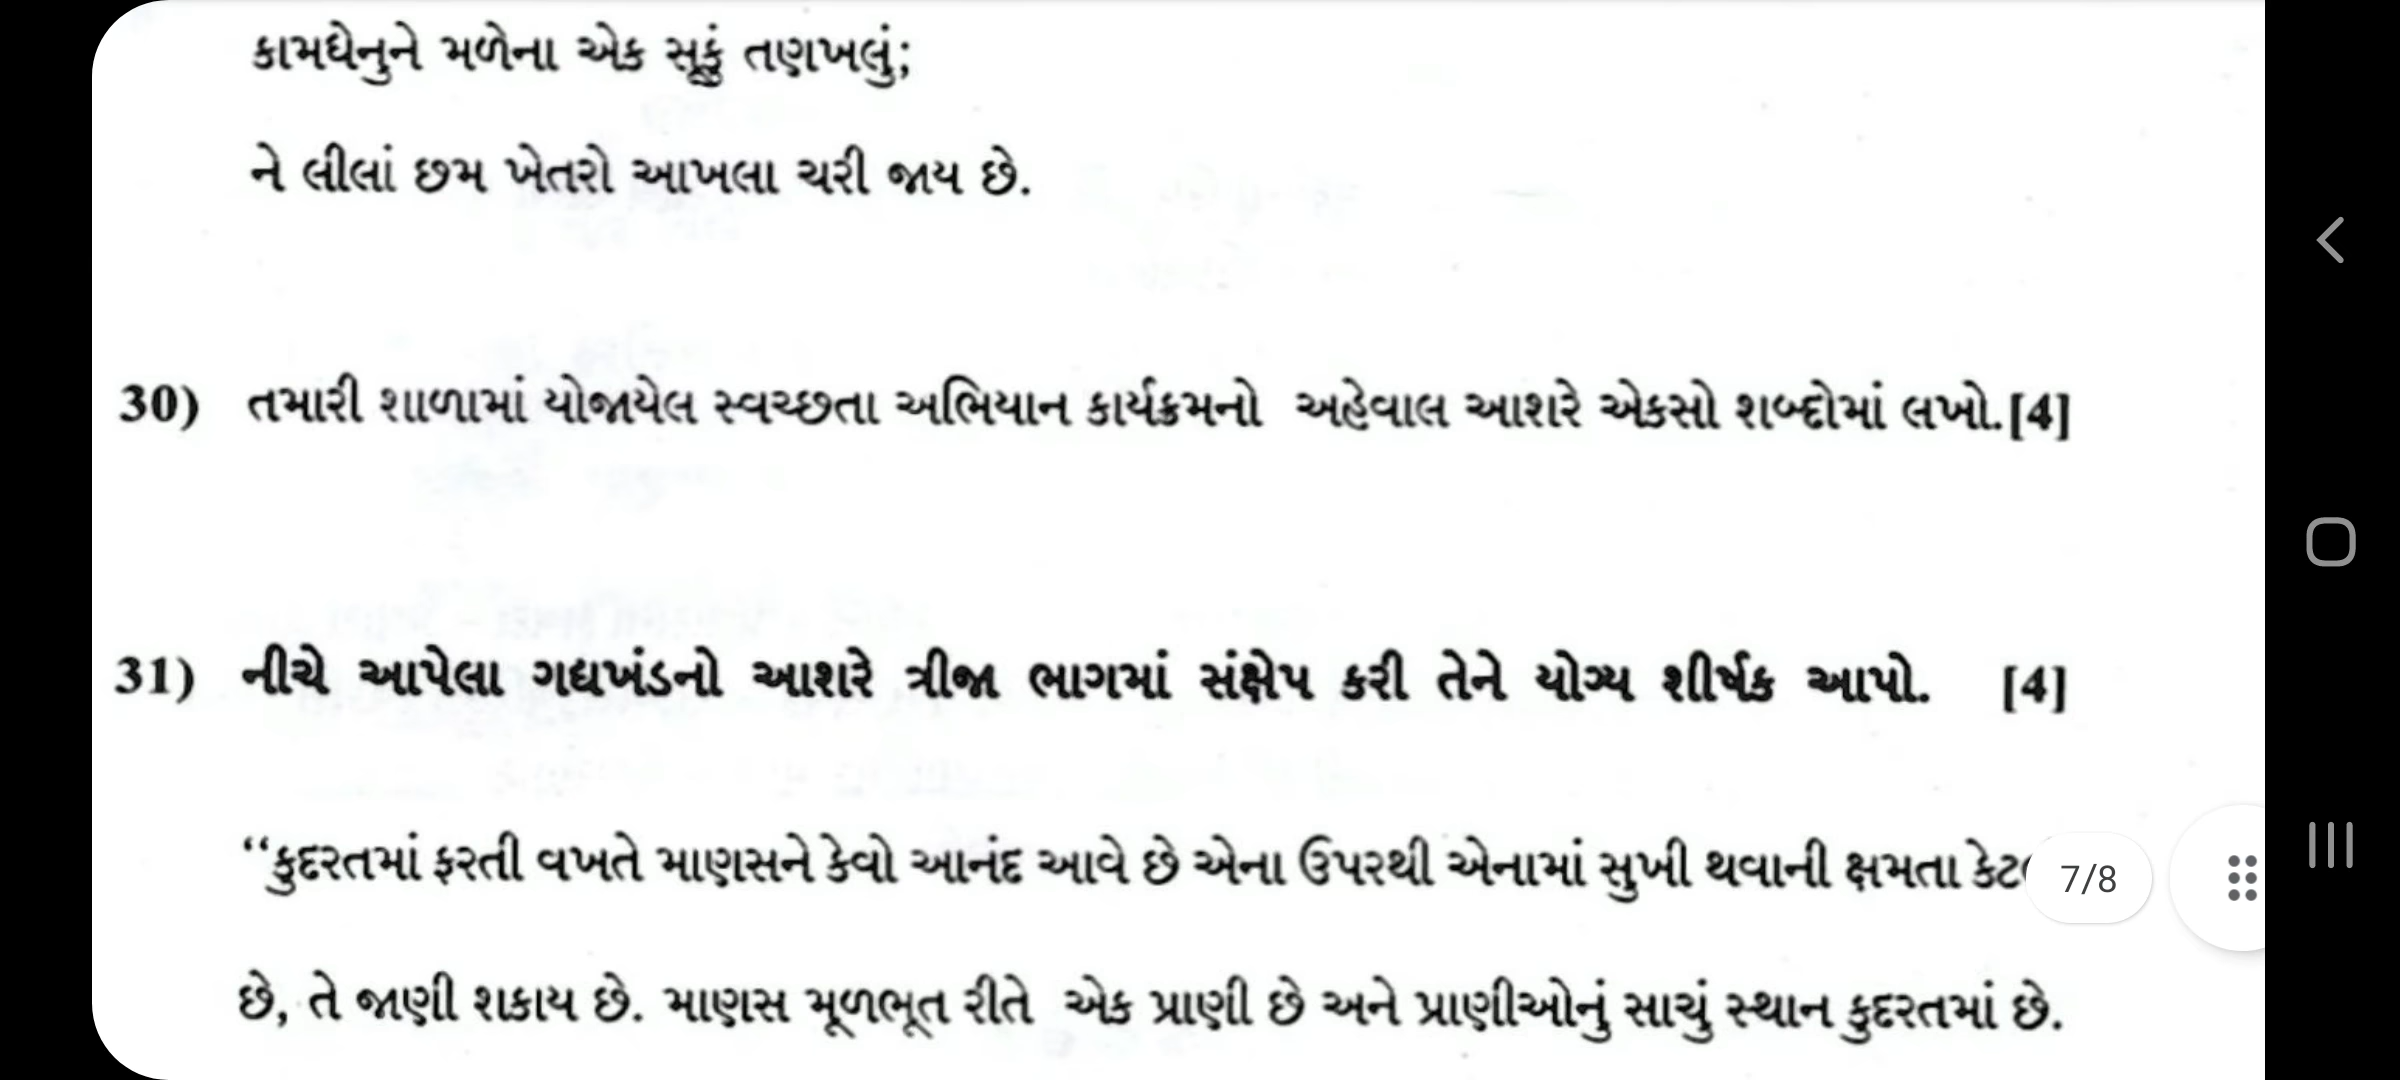 કામધેનુને મળેના એક સૂકું તણખલું;
ને લીલાં છમ ખેતરો આખલા ચરી જાય છે.
30) તમારી શાળામાં યોજાયેલ સ્વચ્છતા અભિયાન કાર્યક્રમનો અહેવાલ આશરે એકસો શબ્દોમાં લખો.[4]
31) નીચે આપેલા ગદ્યખંડનો આશરે ત્રીજા ભાગમાં સંક્ષેપ કરી તેને યોગ્ય શીર્ષક આપો. [4]
“કુદરતમાં ફરતી વખતે માણસને કેવો આનંદ આવે છે એના ઉપરથી એનામાં સુખી થવાની ક્ષમતા
7/8
છે, તે જાણી શકાય છે. માણસ મૂળભૂત રીતે એક પ્રાણી છે અને પ્રાણીઓનું સાચું સ્થાન કુદરતમાં છે.